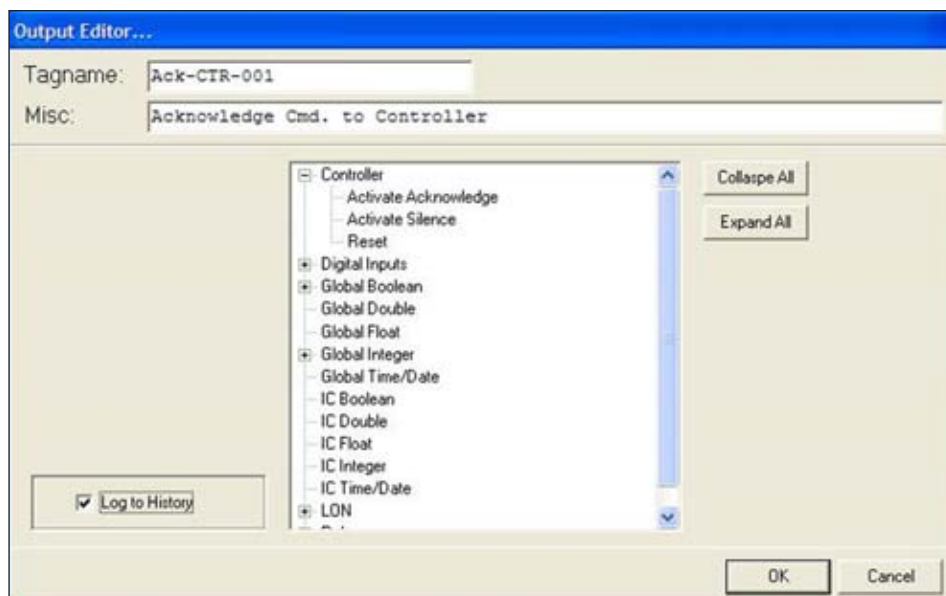 Output Editor...
Tagname: Ack-CTR-001
Misc: Acknowledge Cmd. to Controller
Controller
Activate Acknowledge
Activate Silence
Reset
Digital Inputs
Global Boolean
Global Double
Global Float
Global Integer
Global Time/Date
IC Boolean
IC Double
IC Float
IC Integer
IC Time/Date
LON
Collaspe All
Expand All
Log to History
OK
Cancel